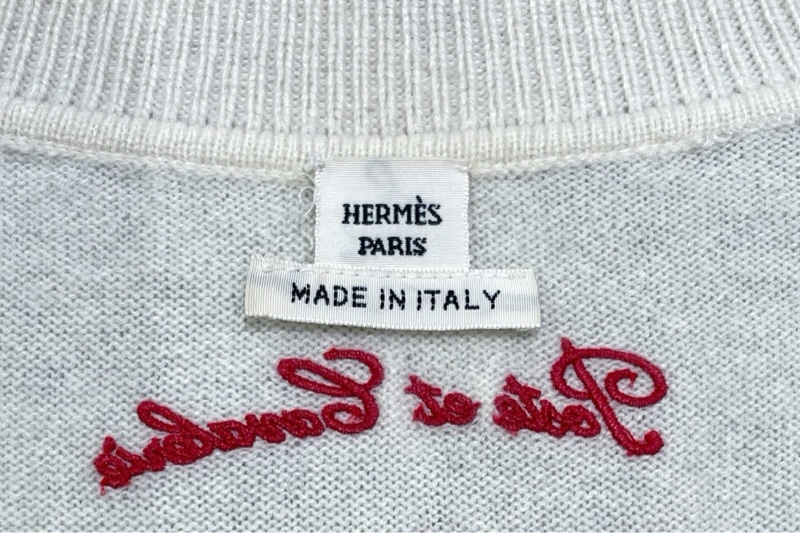 HERMÈS
PARIS
MADE IN ITALY
Poste et Cavalerie